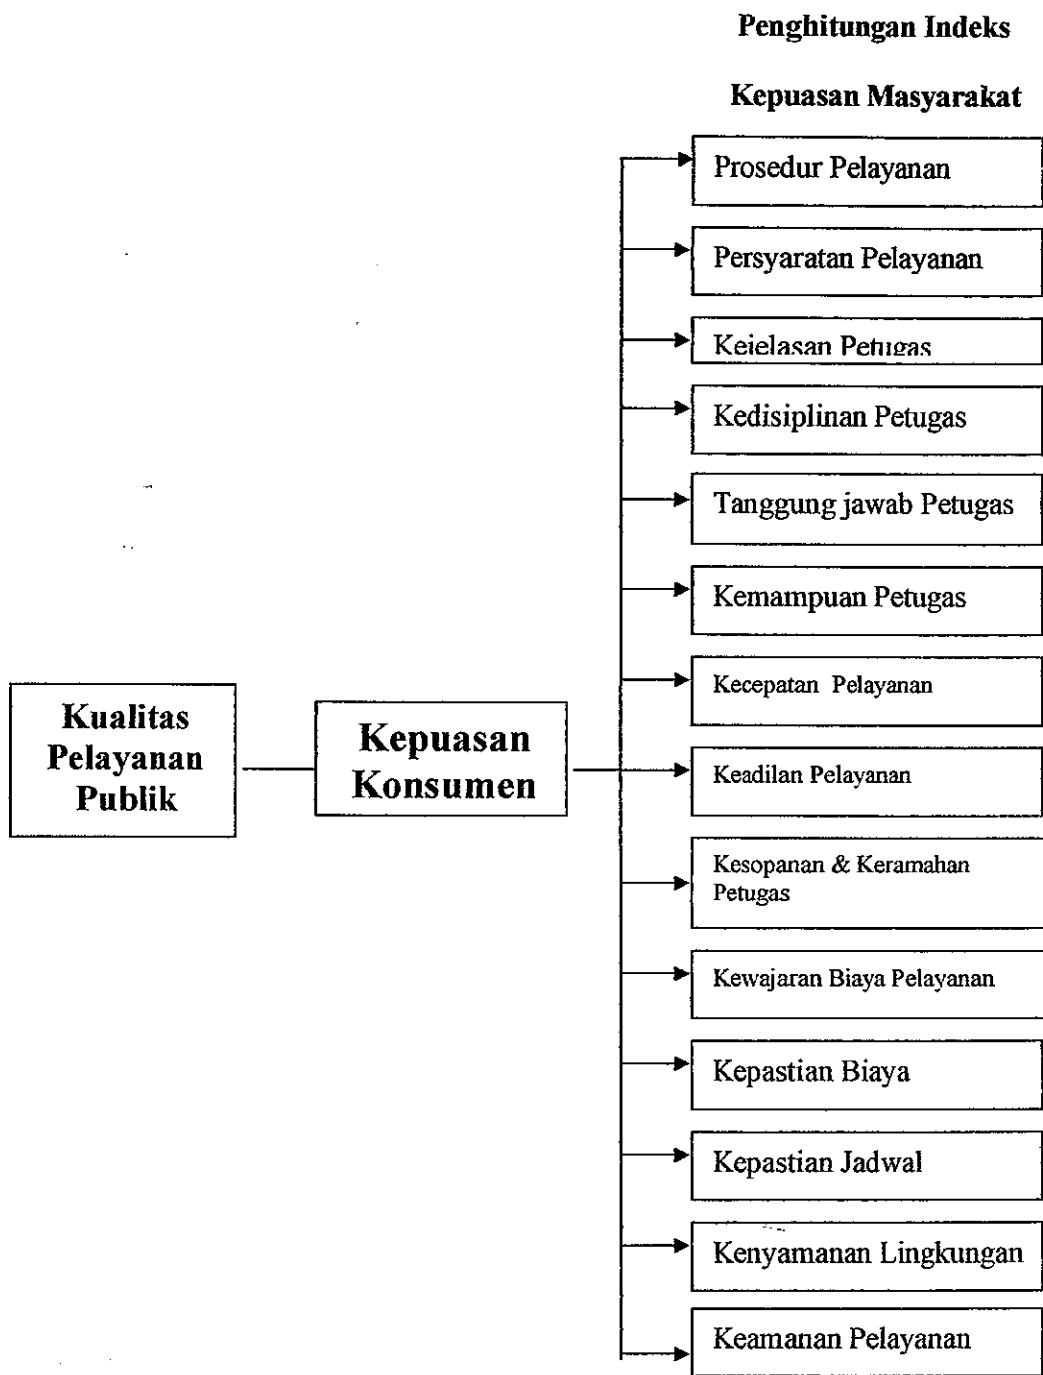 Penghitungan Indeks
Kepuasan Masyarakat
Prosedur Pelayanan
Persyaratan Pelayanan
Kejelasan Petugas
Kedisiplinan Petugas
Tanggung jawab Petugas
Kemampuan Petugas
Kecepatan Pelayanan
Kualitas
Pelayanan
Publik
Kepuasan
Konsumen
Keadilan Pelayanan
Kesopanan & Keramahan
Petugas
Kewajaran Biaya Pelayanan
Kepastian Biaya
Kepastian Jadwal
Kenyamanan Lingkungan
Keamanan Pelayanan